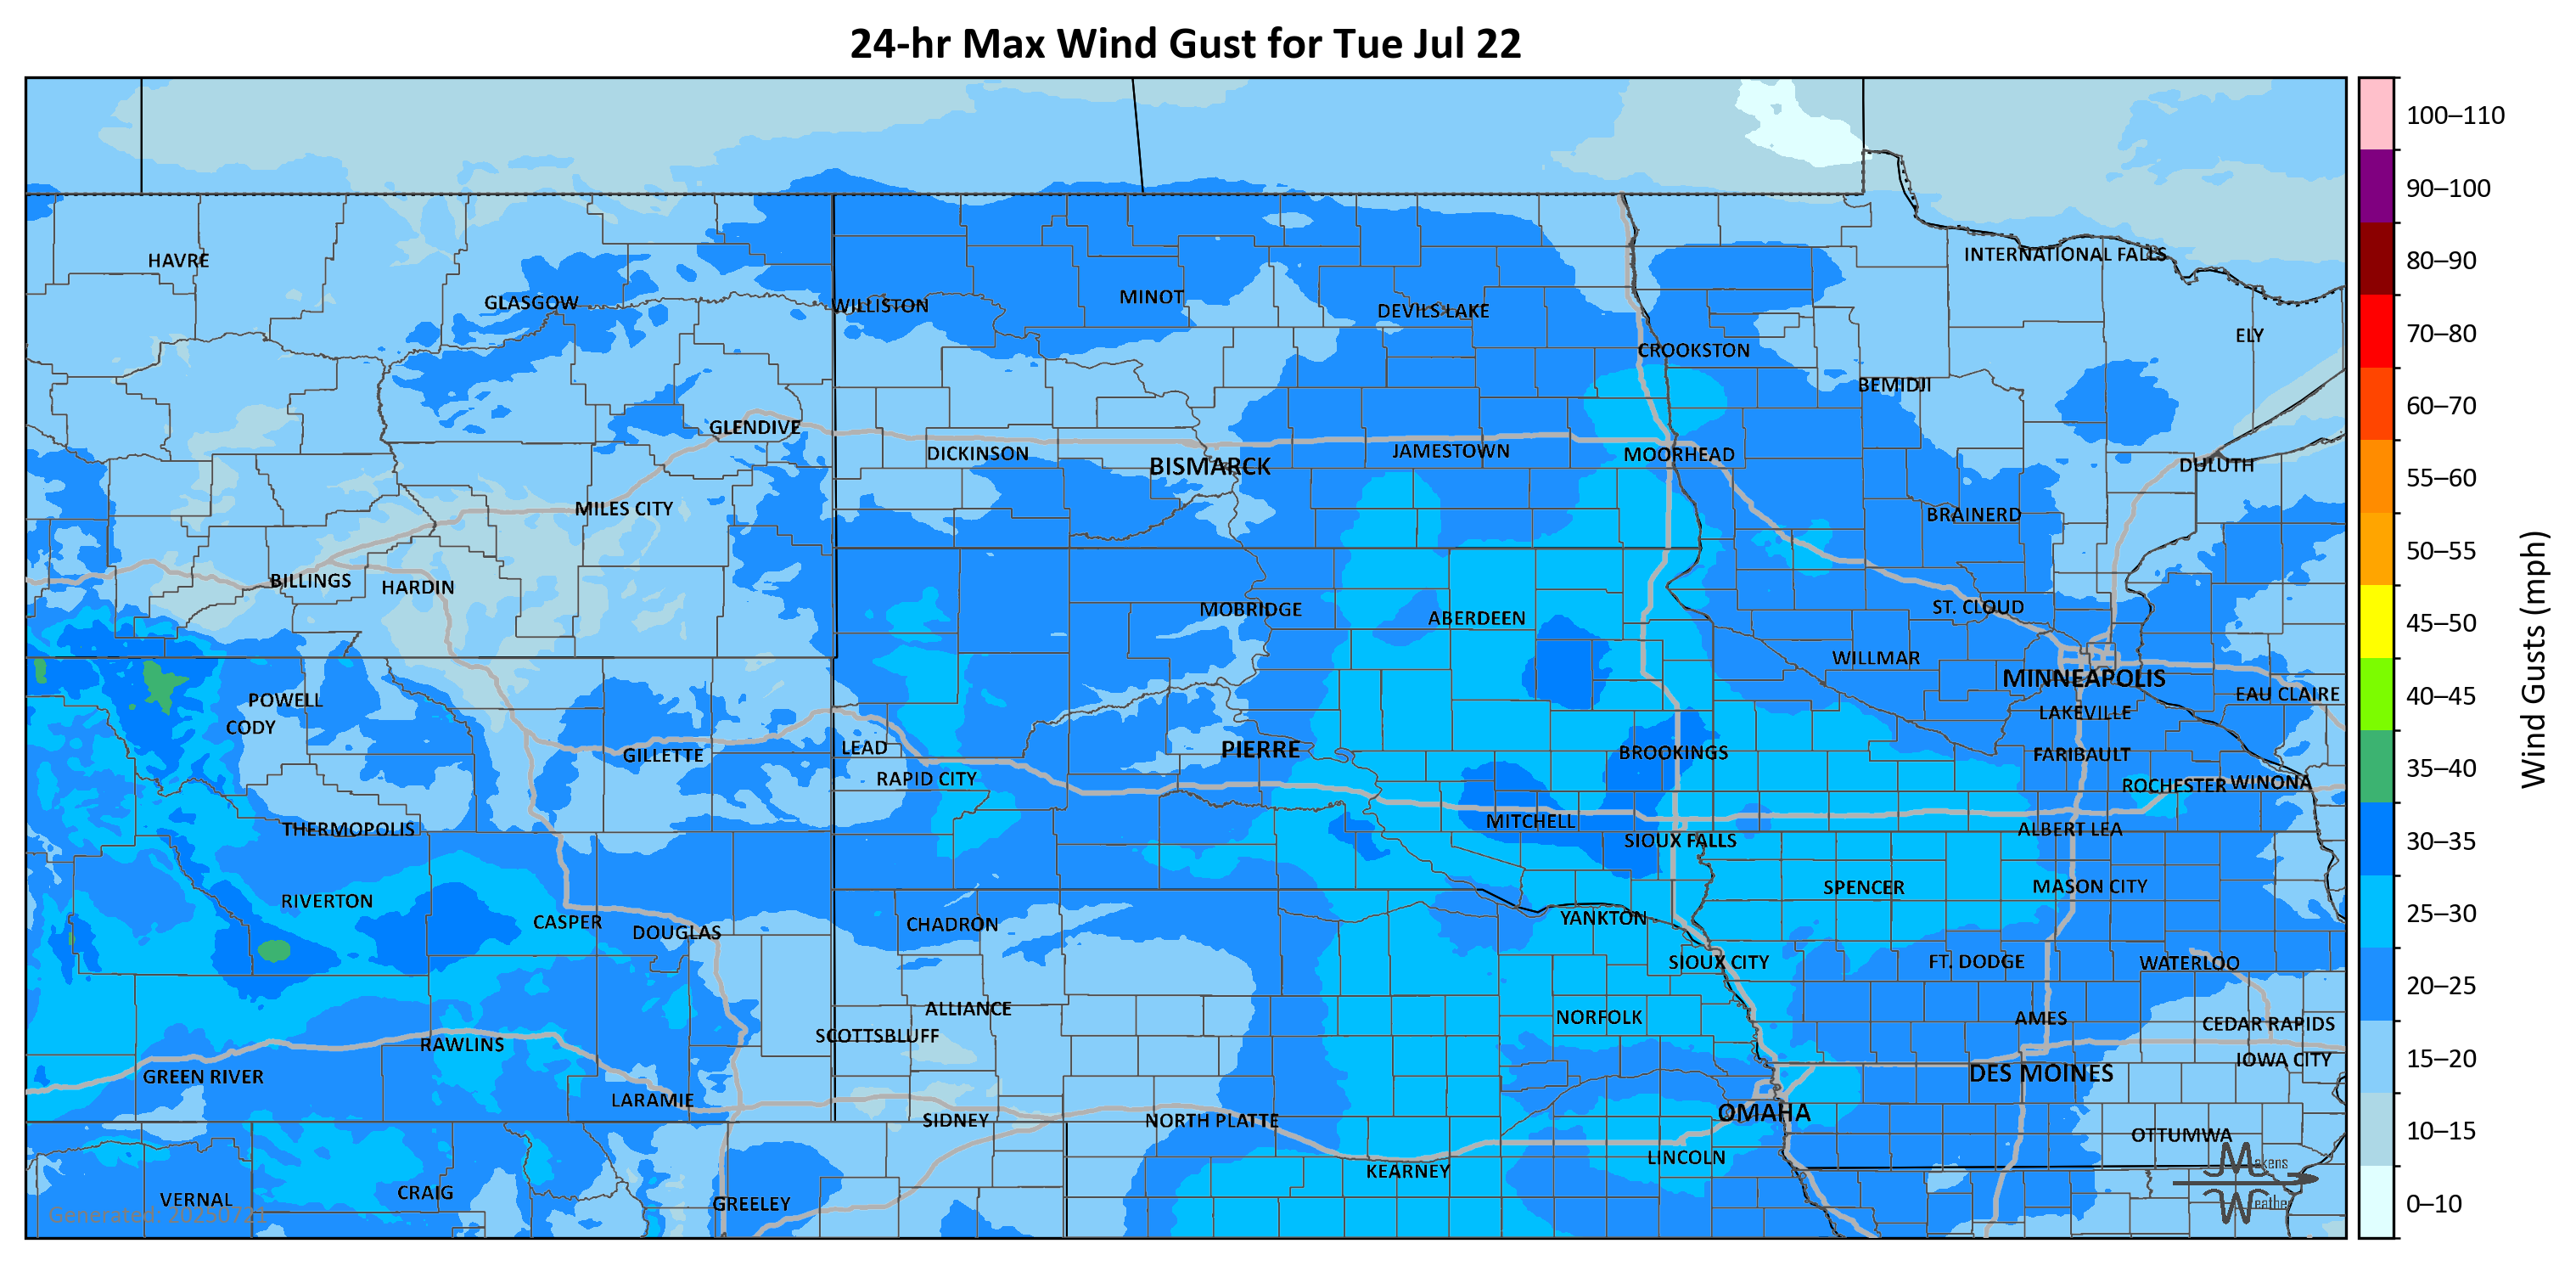 24-hr Max Wind Gust for Tue Jul 22
100–110
90–100
80–90
70–80
60–70
55–60
50–55
45–50
40–45
35–40
30–35
25–30
20–25
15–20
10–15
0–10
Wind Gusts (mph)
HAVRE
INTERNATIONAL FALLS
GLASGOW
WILLISTON
MINOT
DEVILS LAKE
ELY
CROOKSTON
BEMIDJI
GLENDIVE
DICKINSON
BISMARCK
JAMESTOWN
MOORHEAD
DULUTH
MILES CITY
BRAINERD
BILLINGS
HARDIN
MOBRIDGE
ABERDEEN
ST. CLOUD
WILLMAR
MINNEAPOLIS
POWELL
EAU CLAIRE
LAKEVILLE
CODY
GILLETTE
LEAD
PIERRE
BROOKINGS
FARIBAULT
RAPID CITY
ROCHESTER
WINONA
THERMOPOLIS
MITCHELL
SIOUX FALLS
ALBERT LEA
RIVERTON
SPENCER
MASON CITY
CASPER
DOUGLAS
CHADRON
YANKTON
SIOUX CITY
FT. DODGE
WATERLOO
ALLIANCE
NORFOLK
AMES
CEDAR RAPIDS
SCOTTSBLUFF
RAWLINS
IOWA CITY
GREEN RIVER
DES MOINES
LARAMIE
SIDNEY
NORTH PLATTE
OMAHA
OTTUMWA
KEARNEY
LINCOLN
VERNAL
CRAIG
GREELEY
Generated: 20250721
Makens
Weather